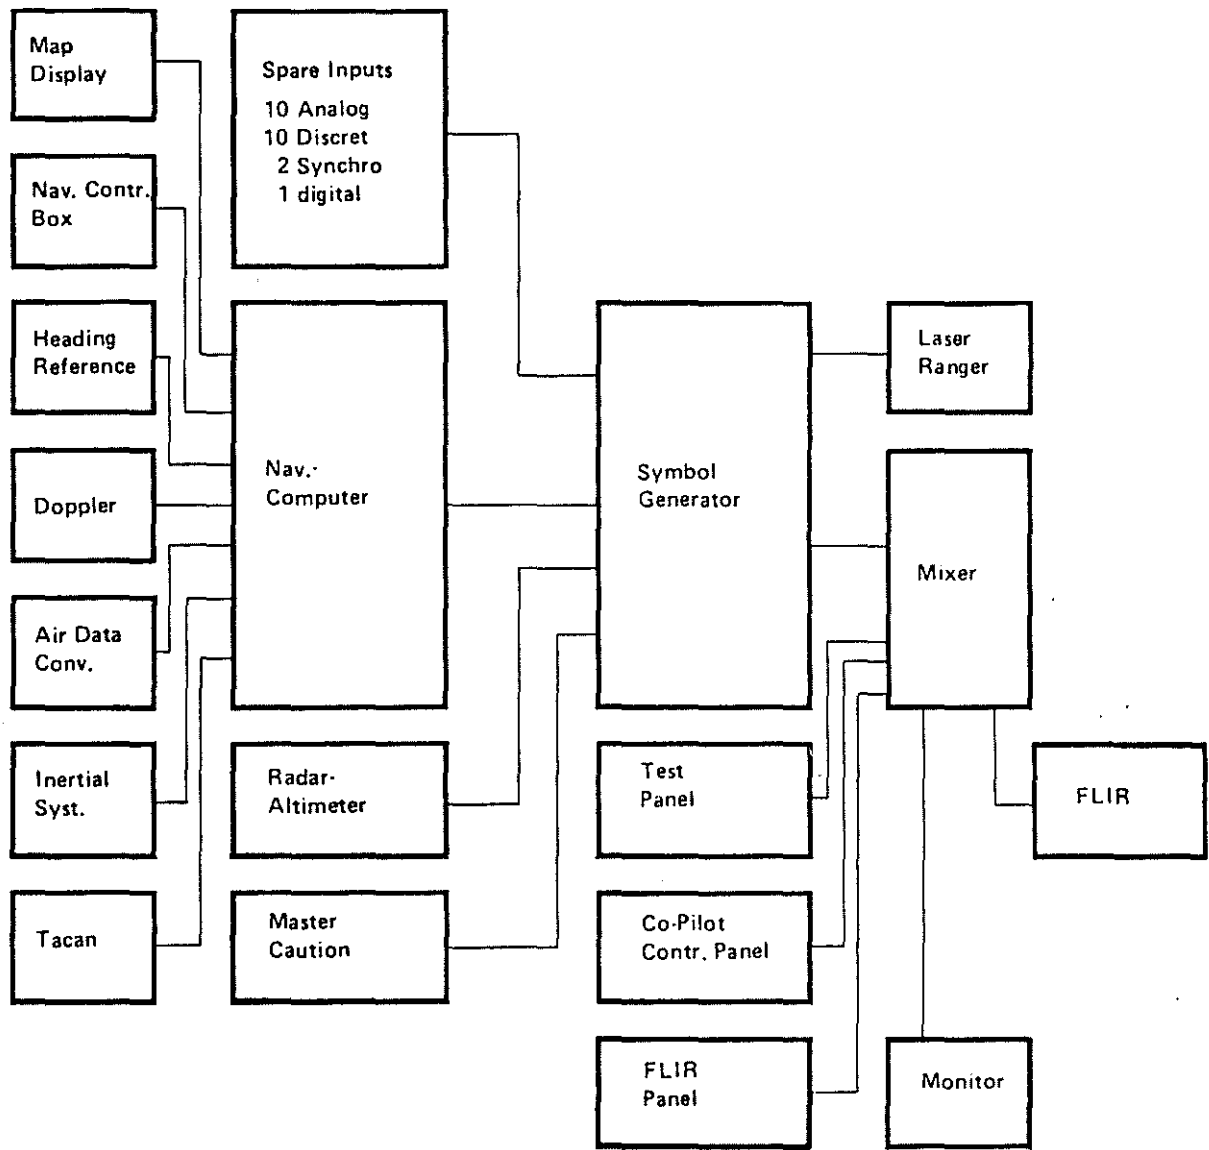 Map
Display
Spare Inputs
10 Analog
10 Discret
2 Synchro
1 digital
Nav. Contr.
Box
Heading
Reference
Doppler
Air Data
Conv.
Inertial
Syst.
Tacan
Nav.-
Computer
Radar-
Altimeter
Master
Caution
Symbol
Generator
Test
Panel
Co-Pilot
Contr. Panel
FLIR
Panel
Laser
Ranger
Mixer
FLIR
Monitor